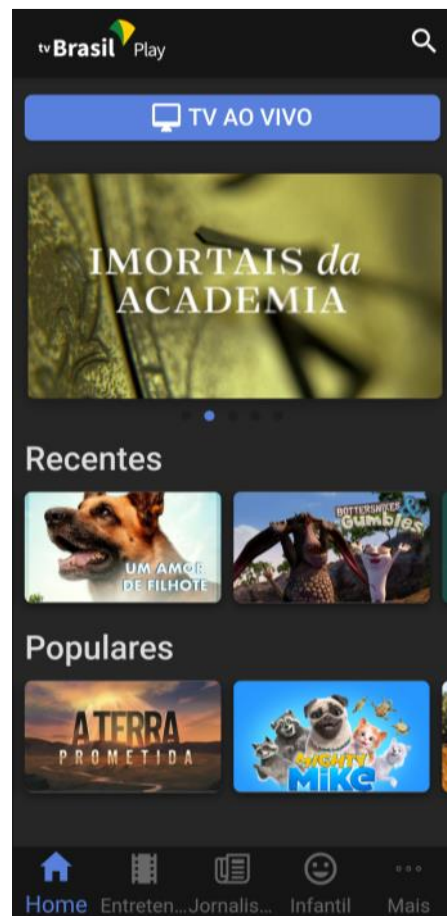 tv Brasil Play
TV AO VIVO
IMORTAIS da
ACADEMIA
Recentes
UM AMOR
DE FILHOTE
BOTTERSNIKES &
Gumbles
Populares
A TERRA
PROMETIDA
MIGHTY
MIKE
Home Entreten... Jornalis... Infantil Mais